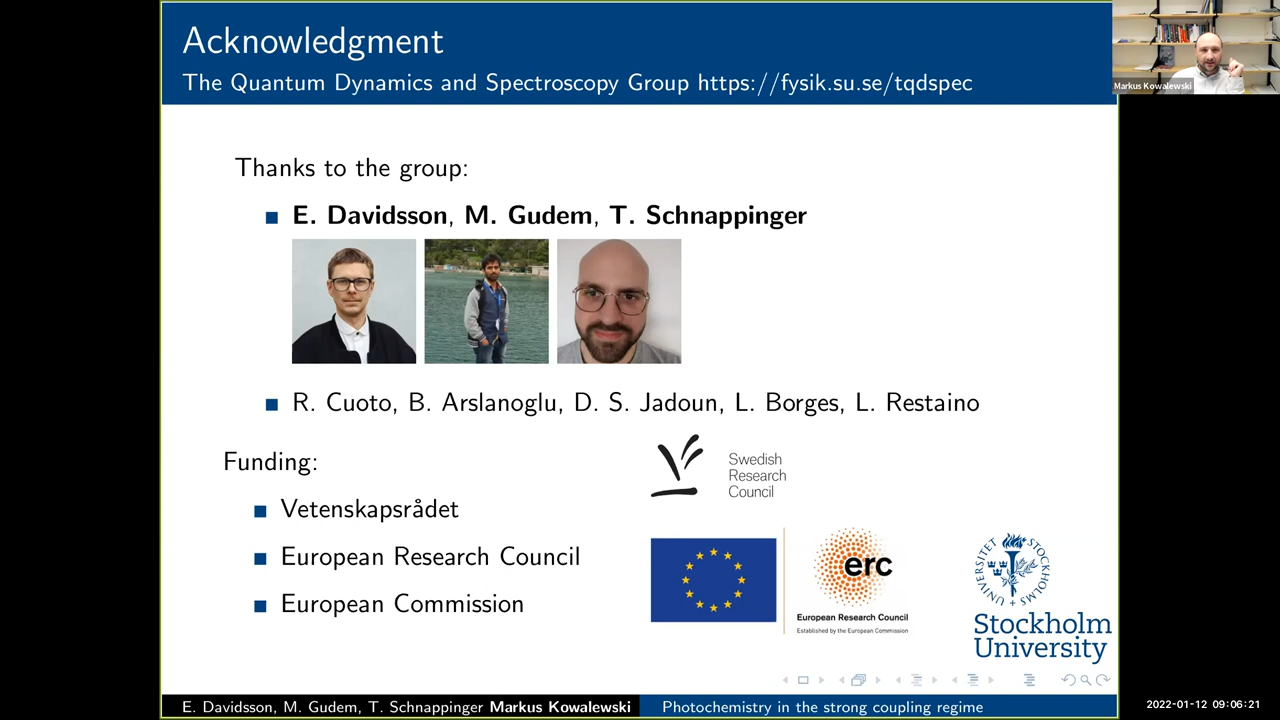 Acknowledgment
The Quantum Dynamics and Spectroscopy Group https://fysik.su.se/tqdspec
Markus Kowalewski
Thanks to the group:
E. Davidsson, M. Gudem, T. Schnappinger
R. Cuoto, B. Arslanoglu, D. S. Jadoun, L. Borges, L. Restaino
Funding:
Vetenskapsrådet
European Research Council
European Commission
Swedish
Research
Council
erc
European Research Council
Established by the European Commission
STOCKHOLMS UNIVERSITET
Stockholm
University
E. Davidsson, M. Gudem, T. Schnappinger Markus Kowalewski
Photochemistry in the strong coupling regime
2022-01-12 09:06:21